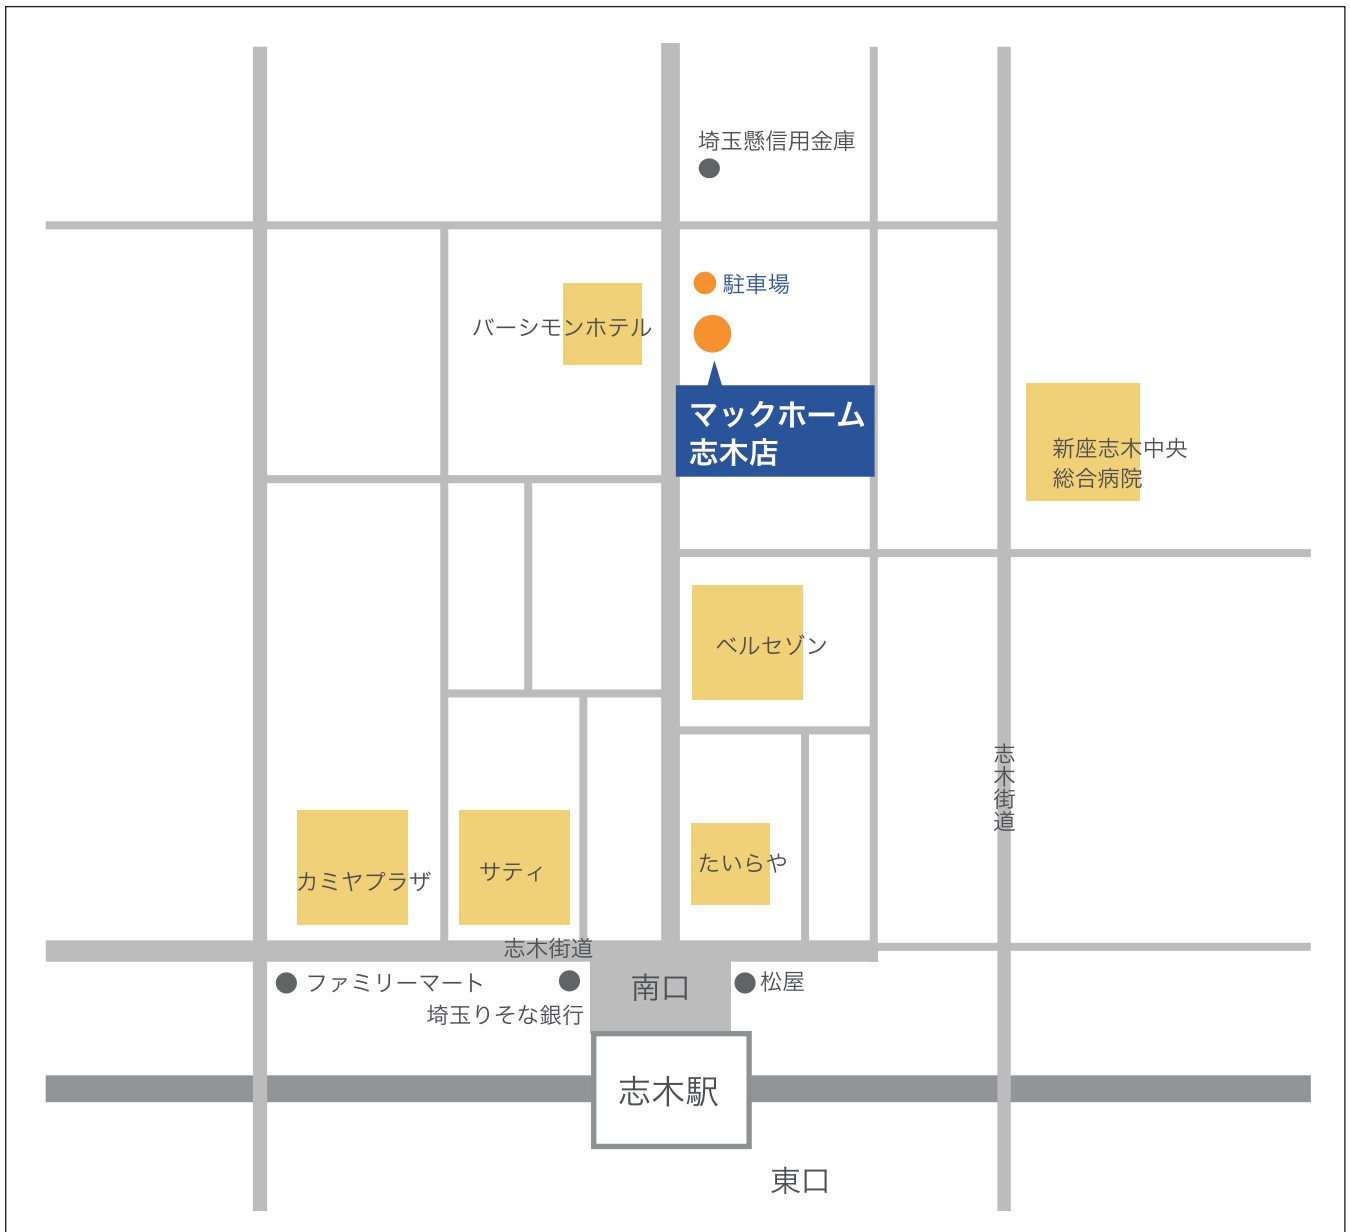 埼玉懸信用金庫
駐車場
バーシモンホテル
マックホーム
志木店
新座志木中央
総合病院
ベルセゾン
志木街道
たいらや
サティ
カミヤプラザ
志木街道
ファミリーマート
南口
松屋
埼玉りそな銀行
志木駅
東口